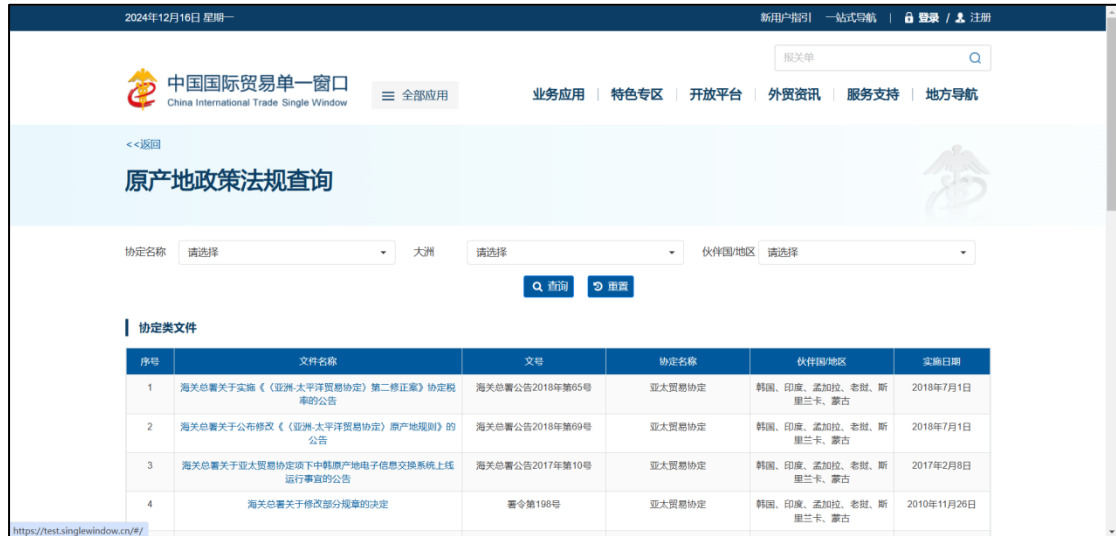 2024年12月16日 星期一
新用户指引 一站式导航 | 登录 / 注册
报关单
中国国际贸易单一窗口
China International Trade Single Window
全部应用
业务应用 | 特色专区 | 开放平台 | 外贸资讯 | 服务支持 | 地方导航
<<返回
原产地政策法规查询
协定名称 请选择 大洲 请选择 伙伴国/地区 请选择
查询 重置
协定类文件
序号 文件名称 文号 协定名称 伙伴国/地区 实施日期
1 海关总署关于实施《〈亚洲-太平洋贸易协定〉第二修正案》协定税 海关总署公告2018年第65号 亚太贸易协定 韩国、印度、孟加拉、老挝、斯 2018年7月1日
率的公告 里兰卡、蒙古
2 海关总署关于公布修改《〈亚洲-太平洋贸易协定〉原产地规则》的 海关总署公告2018年第69号 亚太贸易协定 韩国、印度、孟加拉、老挝、斯 2018年7月1日
公告 里兰卡、蒙古
3 海关总署关于亚太贸易协定项下中韩原产地电子信息交换系统上线 海关总署公告2017年第10号 亚太贸易协定 韩国、印度、孟加拉、老挝、斯 2017年2月8日
运行事宜的公告 里兰卡、蒙古
4 海关总署关于修改部分规章的决定 署令第198号 亚太贸易协定 韩国、印度、孟加拉、老挝、斯 2010年11月26日
里兰卡、蒙古
https://test.singlewindow.cn/#/